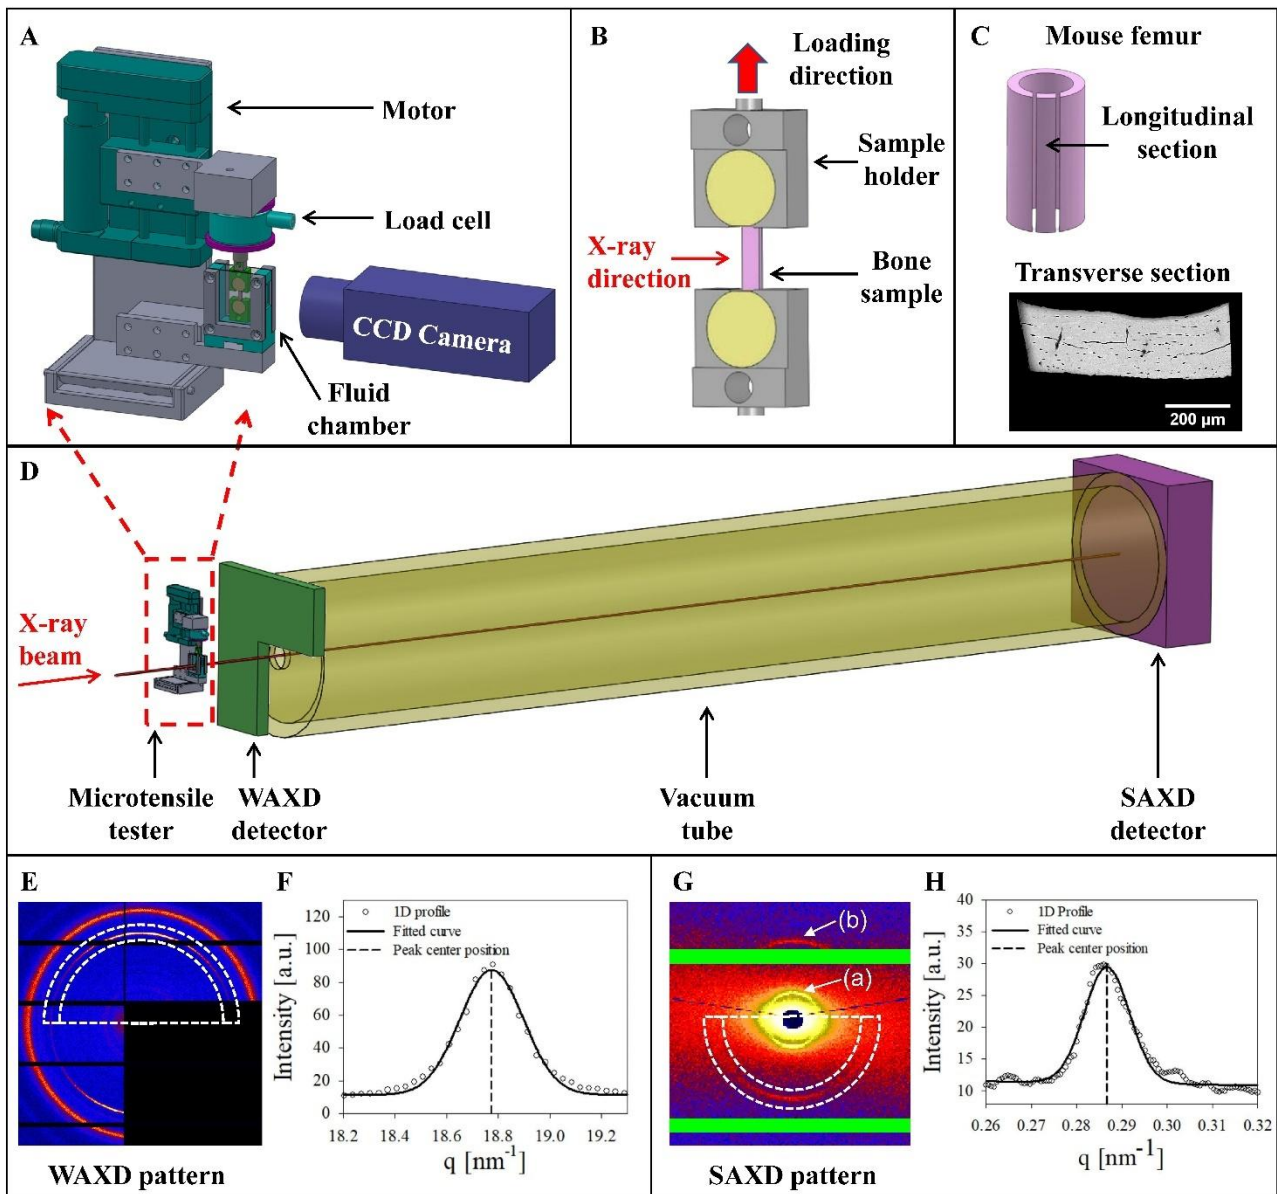 A
Motor
Load cell
CCD Camera
Fluid
chamber
B
Loading
direction
Sample
holder
X-ray
direction
Bone
sample
C
Mouse femur
Longitudinal
section
Transverse section
200 µm
D
X-ray
beam
Microtensile
tester
WAXD
detector
Vacuum
tube
SAXD
detector
E
WAXD pattern
F
1D profile
Fitted curve
Peak center position
Intensity [a.u.]
120
100
80
60
40
20
0
18.2 18.4 18.6 18.8 19.0 19.2
q [nm⁻¹]
G
(b)
(a)
SAXD pattern
H
1D Profile
Fitted curve
Peak center position
Intensity [a.u.]
40
35
30
25
20
15
10
0.26 0.27 0.28 0.29 0.30 0.31 0.32
q [nm⁻¹]